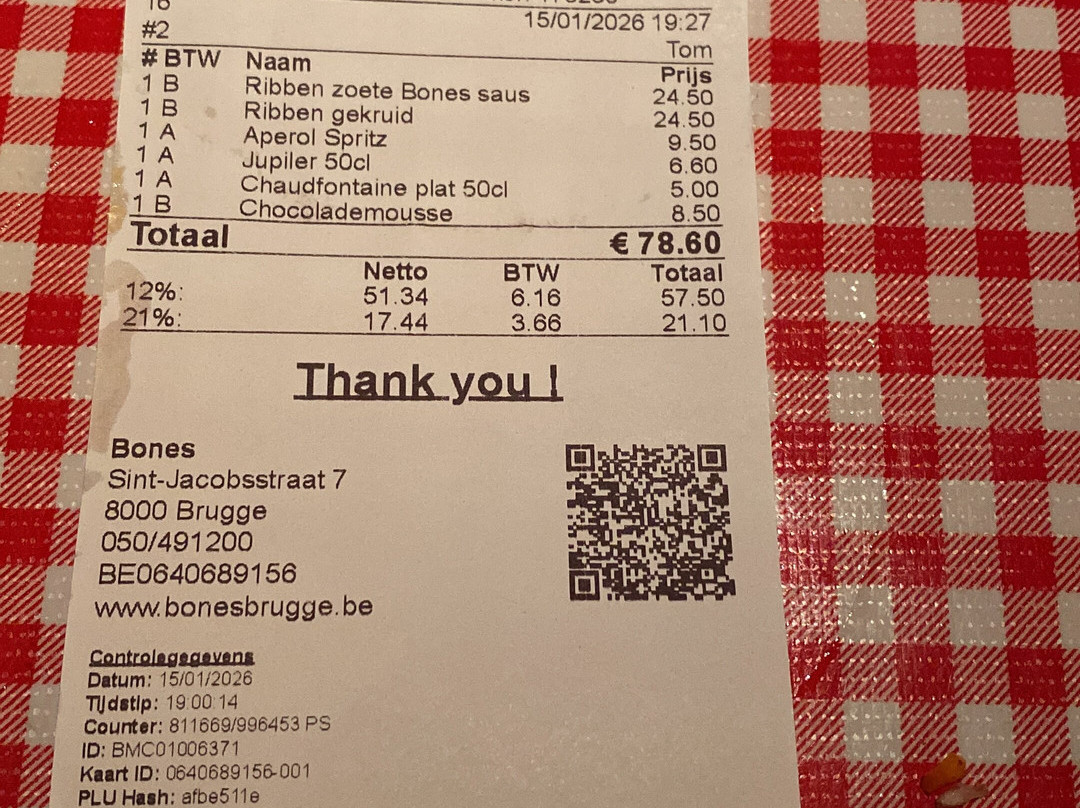 #2
15/01/2026 19:27
Tom
# BTW Naam Prijs
1 B Ribben zoete Bones saus 24.50
1 B Ribben gekruid 24.50
1 A Aperol Spritz 9.50
1 A Jupiler 50cl 6.60
1 A Chaudfontaine plat 50cl 5.00
1 B Chocolademousse 8.50
Totaal € 78.60
Netto BTW Totaal
12%: 51.34 6.16 57.50
21%: 17.44 3.66 21.10
Thank you !
Bones
Sint-Jacobsstraat 7
8000 Brugge
050/491200
BE0640689156
www.bonesbrugge.be
Controlegegevens
Datum: 15/01/2026
Tijdstip: 19:00:14
Counter: 811669/996453 PS
ID: BMC01006371
Kaart ID: 0640689156-001
PLU Hash: afbe511e